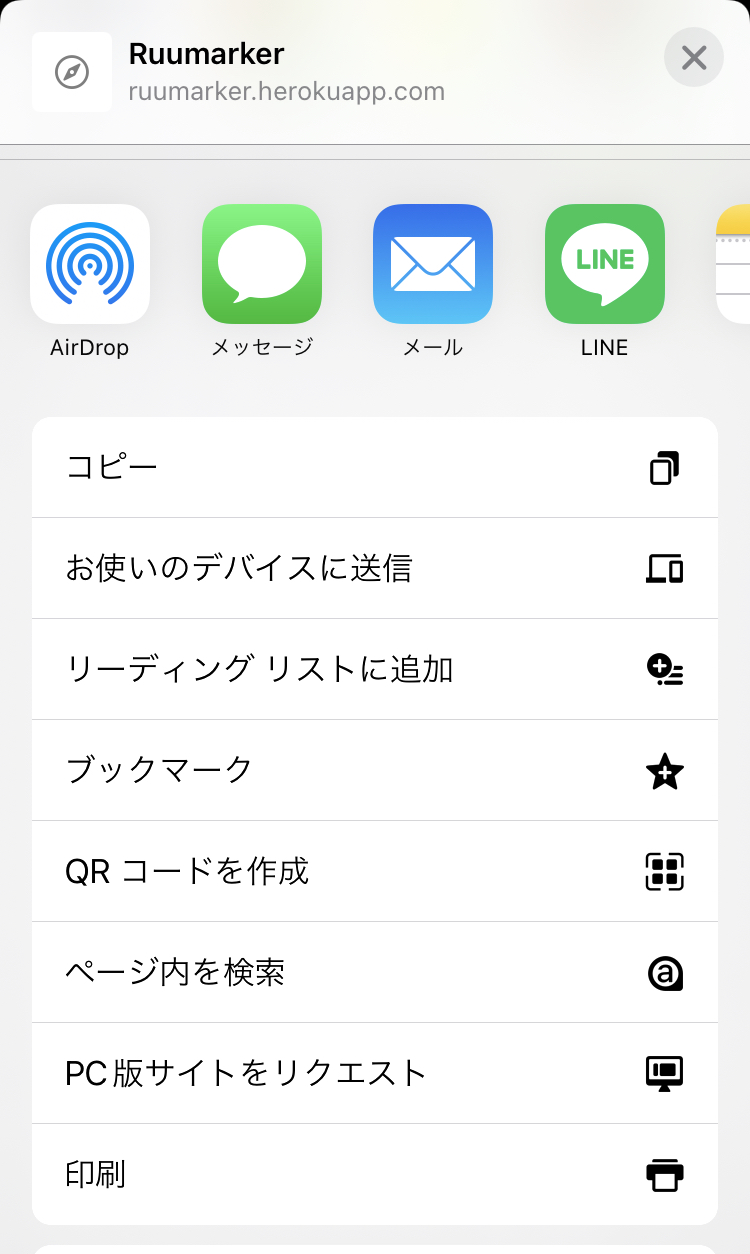 Ruumarker
ruumarker.herokuapp.com
AirDrop
メッセージ
メール
LINE
LINE
コピー
お使いのデバイスに送信
リーディング リストに追加
ブックマーク
QR コードを作成
ページ内を検索
a
PC版サイトをリクエスト
印刷